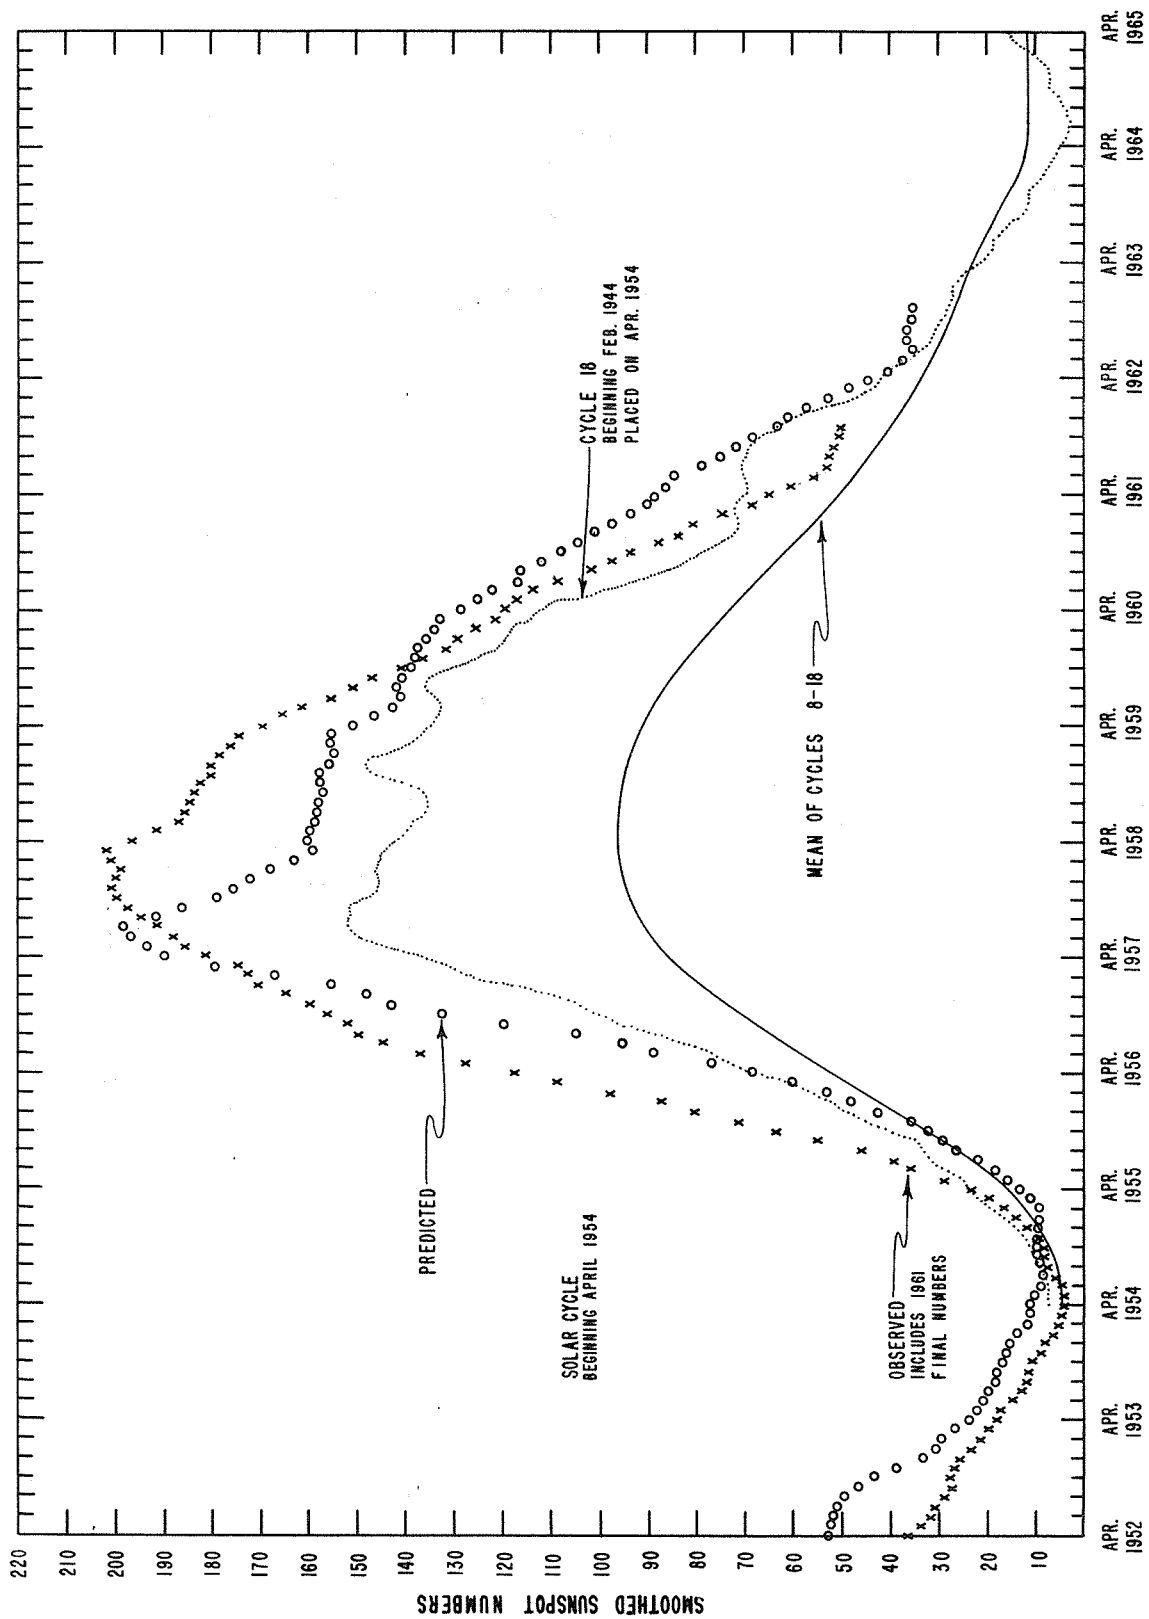 SMOOTHED SUNSPOT NUMBERS
220
210
200
190
180
170
160
150
140
130
120
110
100
90
80
70
60
50
40
30
20
10
PREDICTED
SOLAR CYCLE
BEGINNING APRIL 1954
OBSERVED
INCLUDES 1961
FINAL NUMBERS
CYCLE 18
BEGINNING FEB. 1944
PLACED ON APR. 1954
MEAN OF CYCLES 8-18
APR.
1952
APR.
1953
APR.
1954
APR.
1955
APR.
1956
APR.
1957
APR.
1958
APR.
1959
APR.
1960
APR.
1961
APR.
1962
APR.
1963
APR.
1964
APR.
1965